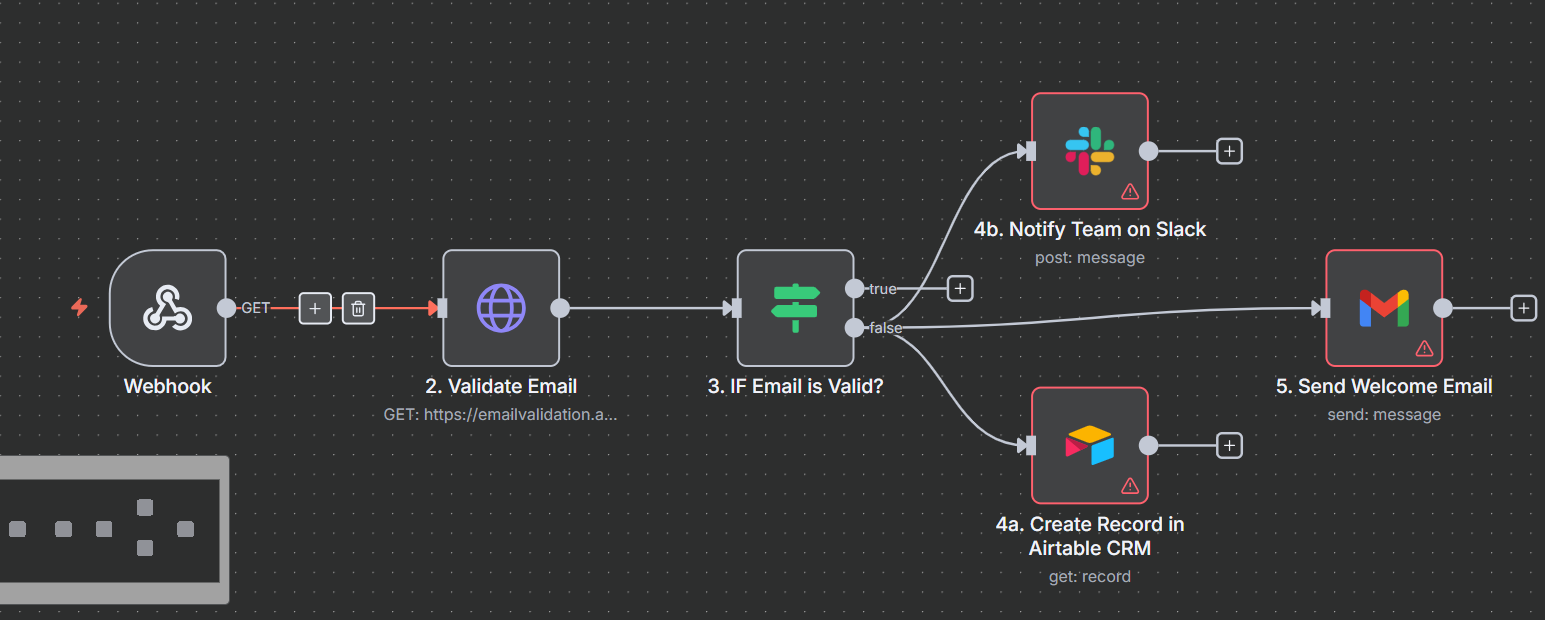 4b. Notify Team on Slack
post: message
GET
true
false
Webhook
2. Validate Email
GET: https://emailvalidation.a...
3. IF Email is Valid?
5. Send Welcome Email
send: message
4a. Create Record in
Airtable CRM
get: record